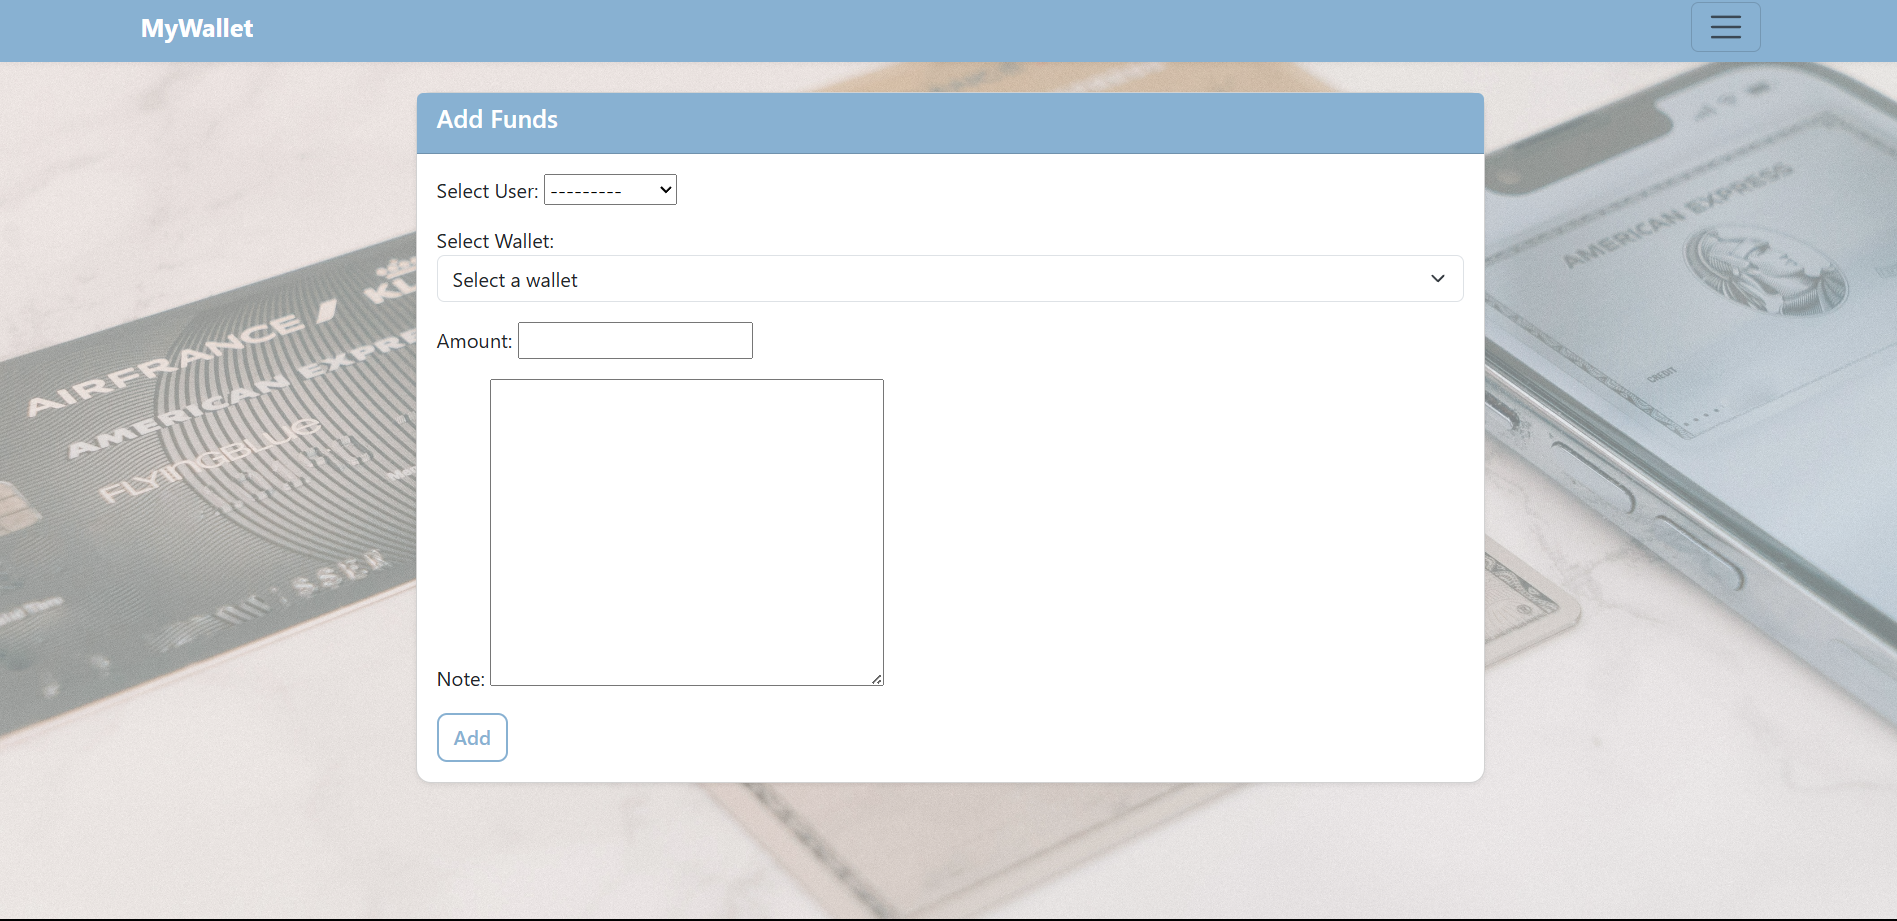 MyWallet
Add Funds
Select User: ---------
Select Wallet:
Select a wallet
Amount:
Note:
Add
AIRFRANCE / KL
AMERICAN EXPRE
FLYINGBLUE
AMERICAN EXPRESS
CREDIT